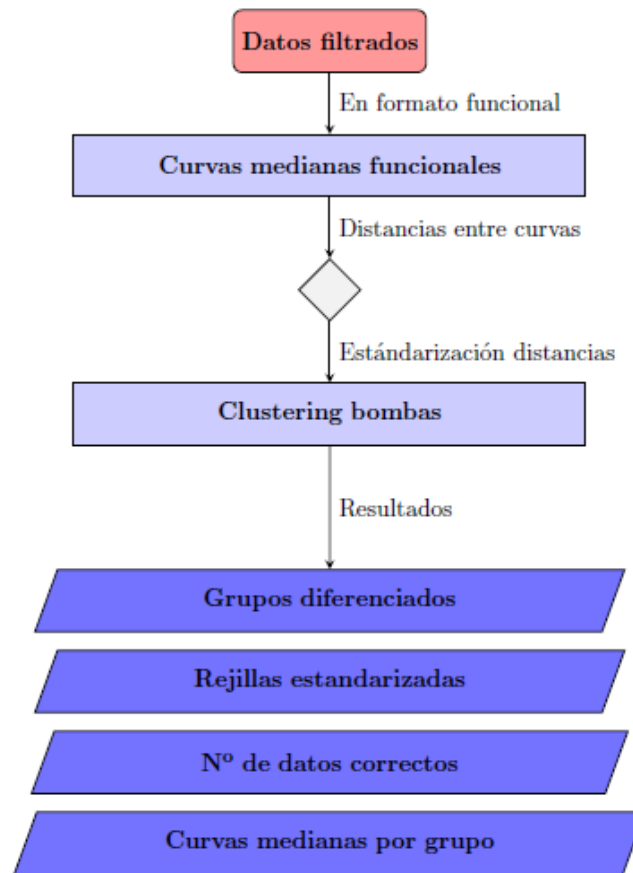 Datos filtrados
En formato funcional
Curvas medianas funcionales
Distancias entre curvas
Estándarización distancias
Clustering bombas
Resultados
Grupos diferenciados
Rejillas estandarizadas
Nº de datos correctos
Curvas medianas por grupo